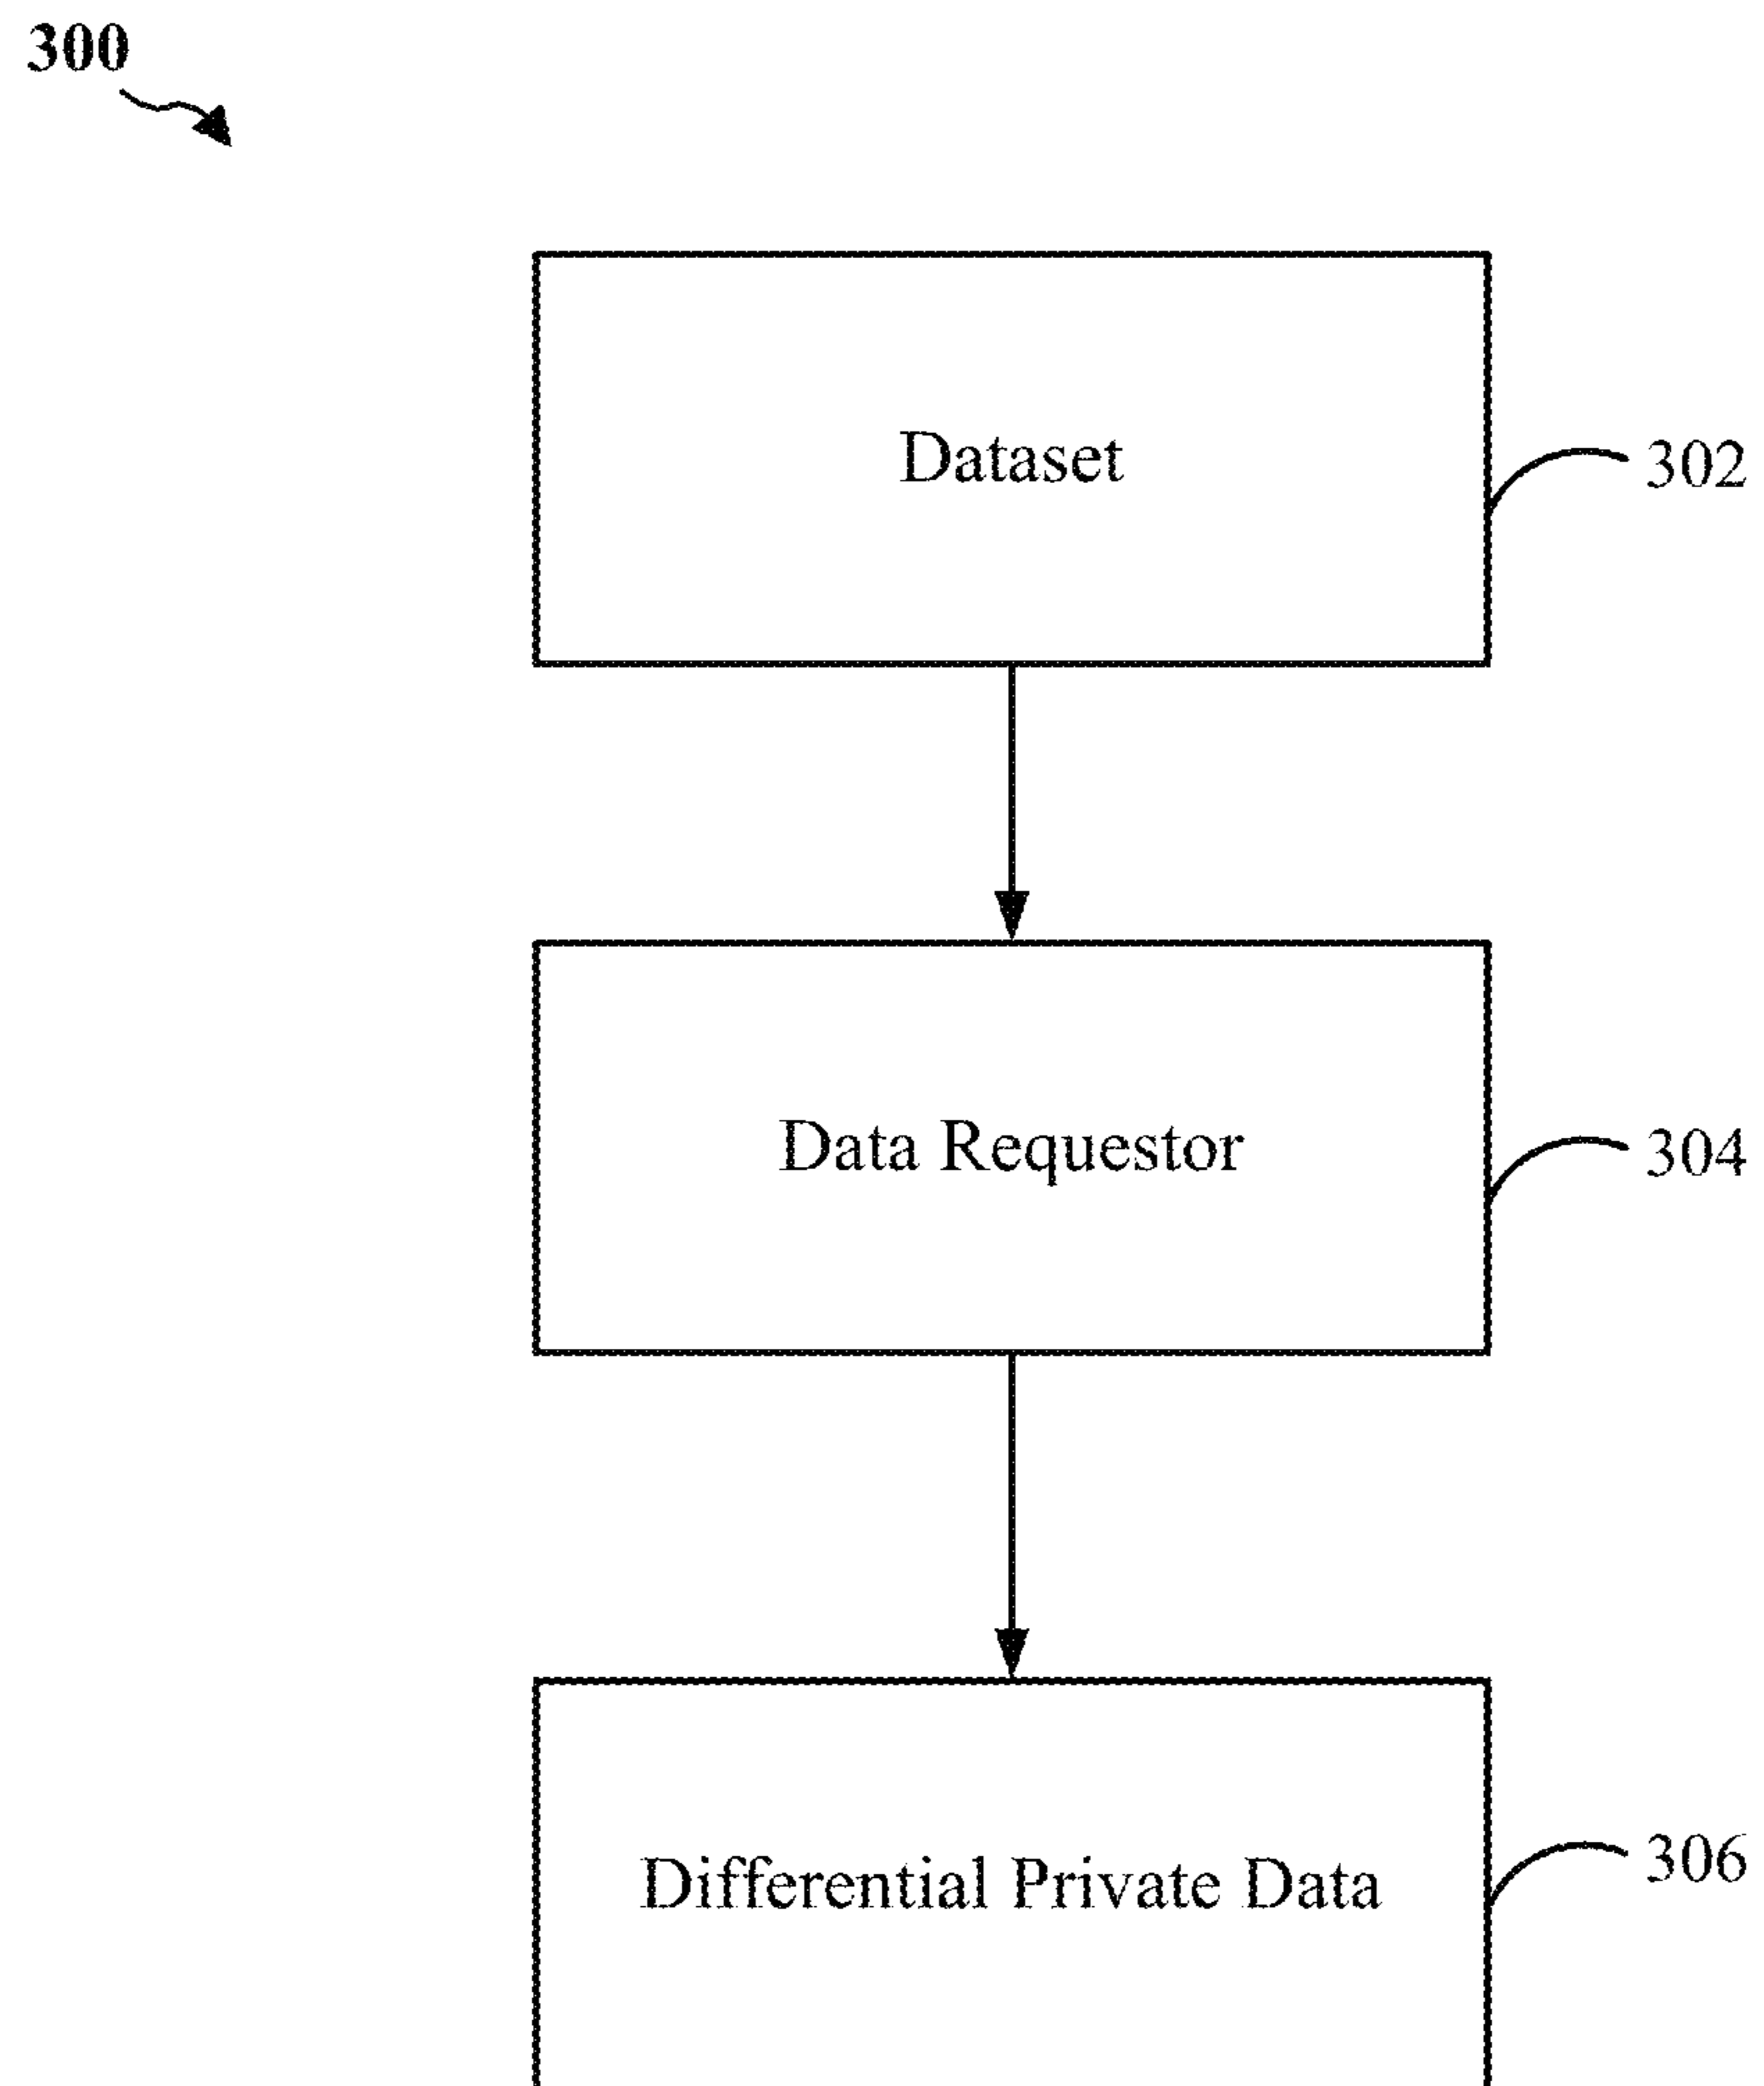 300
Dataset
302
Data Requestor
304
Differential Private Data
306